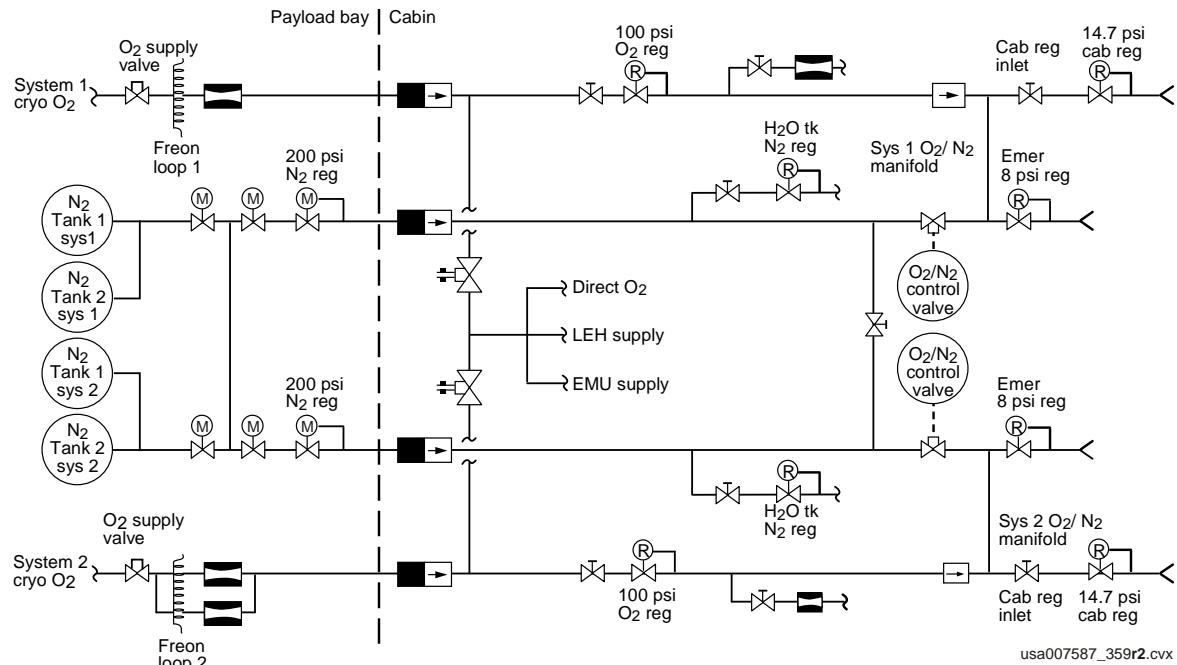 Payload bay
Cabin
O2 supply
valve
System 1
cryo O2
Freon
loop 1
100 psi
O2 reg
R
Cab reg
inlet
14.7 psi
cab reg
R
H2O tk
N2 reg
R
Sys 1 O2/ N2
manifold
Emer
8 psi reg
R
200 psi
N2 reg
M
M
M
N2
Tank 1
sys1
N2
Tank 2
sys 1
O2/N2
control
valve
Direct O2
LEH supply
EMU supply
N2
Tank 1
sys 2
N2
Tank 2
sys 2
200 psi
N2 reg
M
M
M
O2/N2
control
valve
Emer
8 psi reg
R
R
H2O tk
N2 reg
O2 supply
valve
System 2
cryo O2
Freon
loop 2
R
100 psi
O2 reg
Sys 2 O2/ N2
manifold
R
Cab reg
inlet
14.7 psi
cab reg
usa007587_359r2.cvx